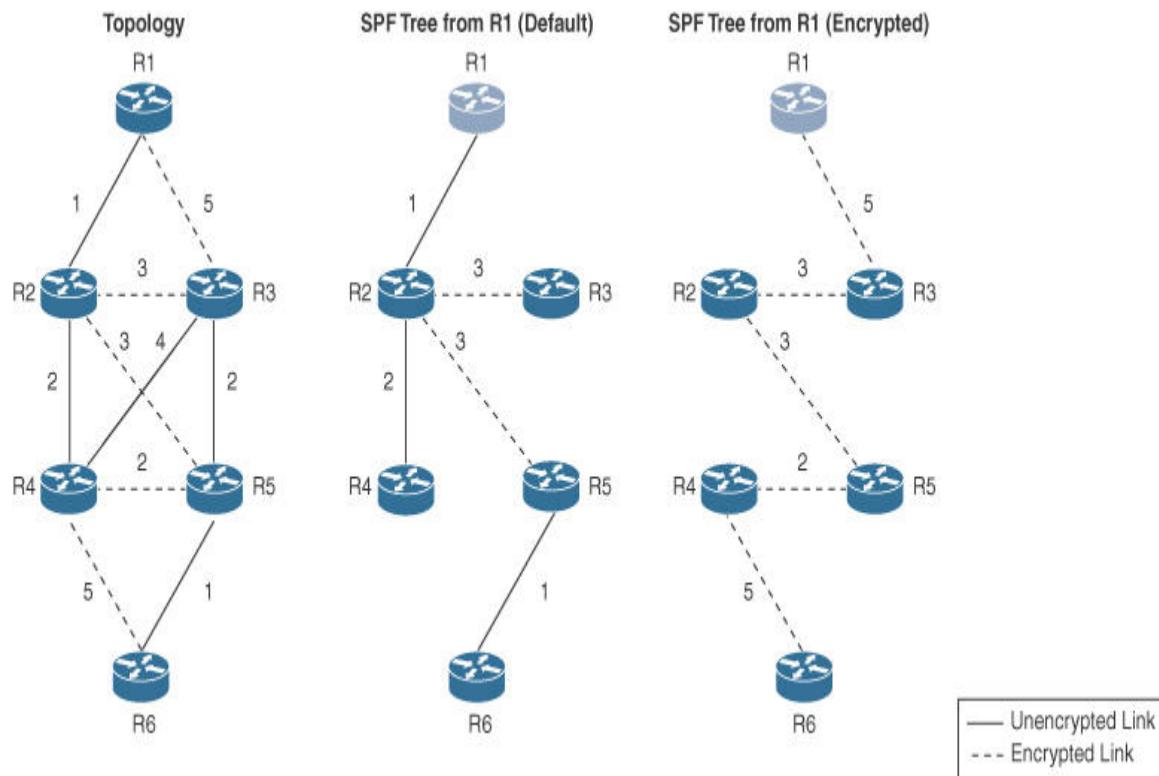 Topology
SPF Tree from R1 (Default)
SPF Tree from R1 (Encrypted)
R1
R1
R1
1
5
1
5
R2
3
R3
R2
3
R3
R2
3
R3
3
4
3
3
2
2
2
R4
2
R5
R4
R5
R4
2
R5
5
1
1
5
R6
R6
R6
Unencrypted Link
Encrypted Link